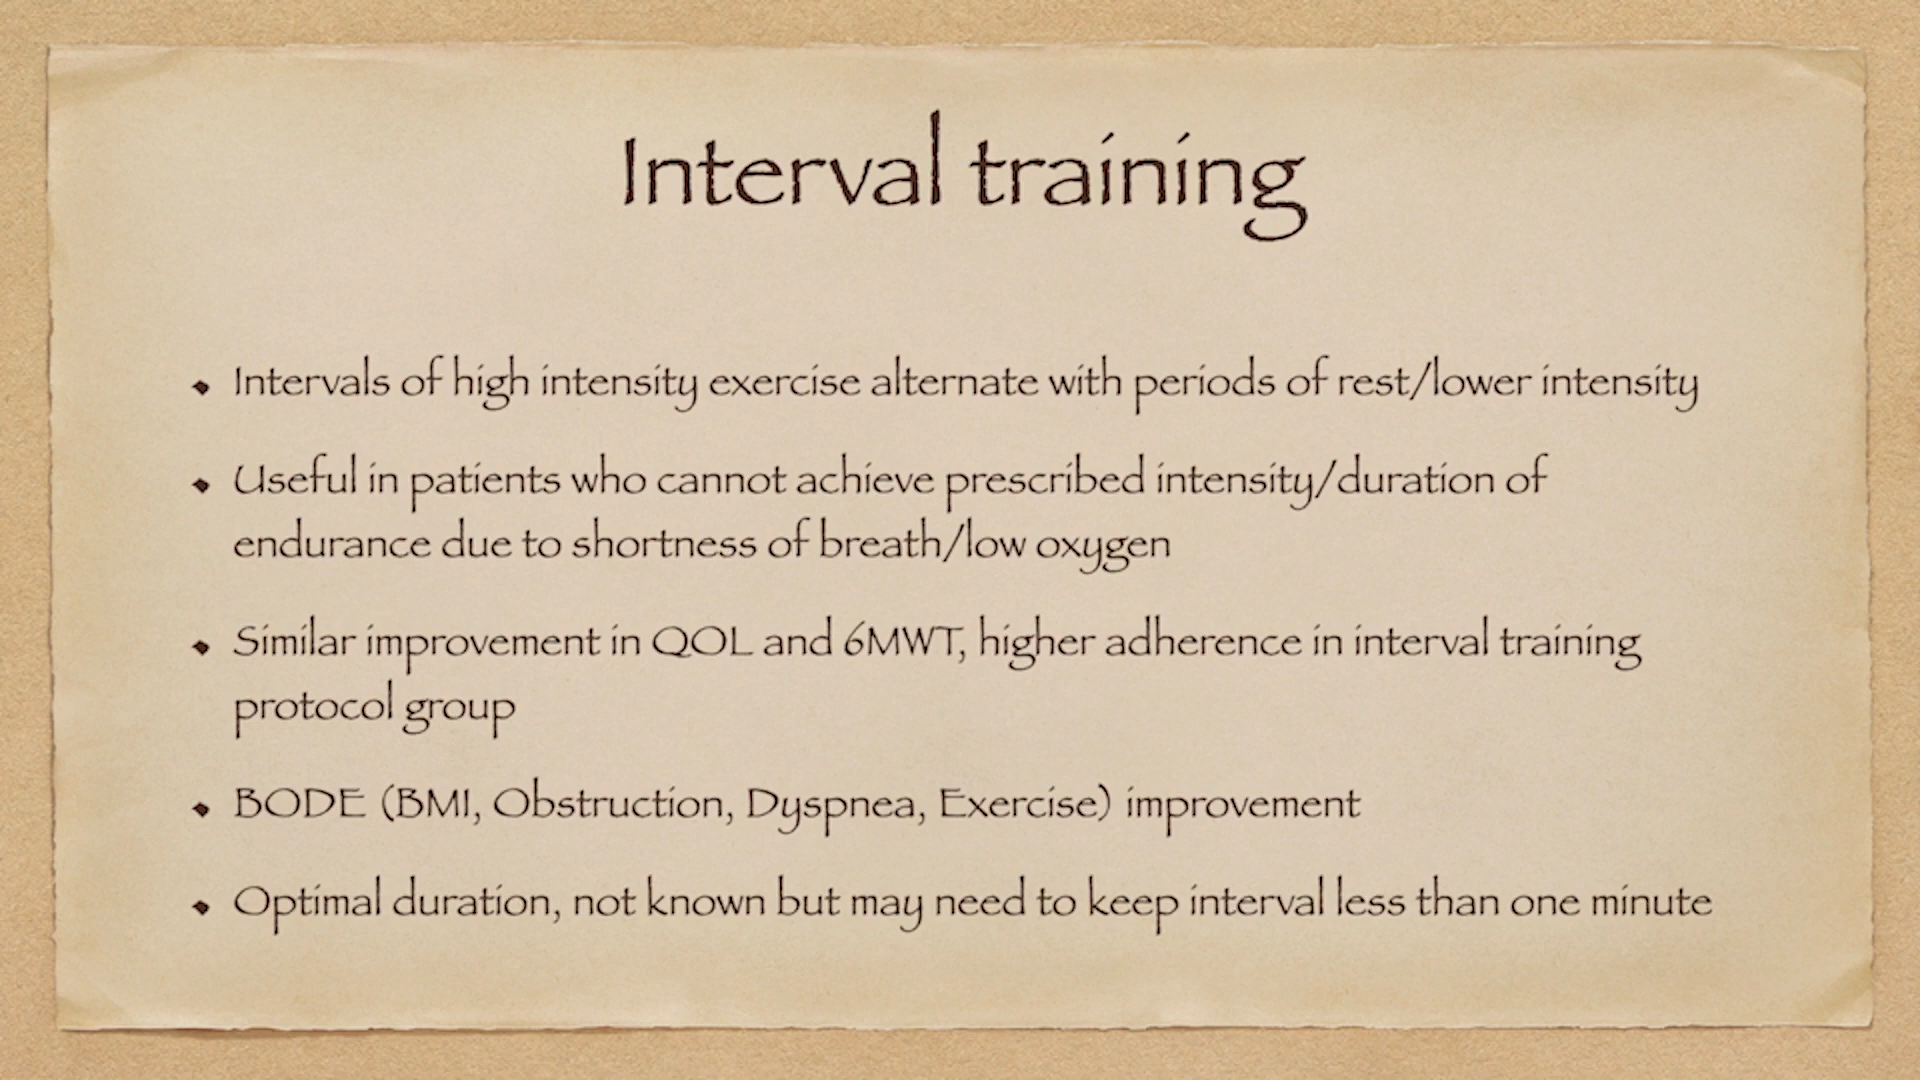 Interval training
Intervals of high intensity exercise alternate with periods of rest/lower intensity
Useful in patients who cannot achieve prescribed intensity/duration of
endurance due to shortness of breath/low oxygen
Similar improvement in QOL and 6MWT, higher adherence in interval training
protocol group
BODE (BMI, Obstruction, Dyspnea, Exercise) improvement
Optimal duration, not known but may need to keep interval less than one minute